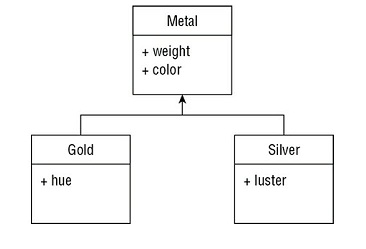 Metal
+ weight
+ color
Gold
+ hue
Silver
+ luster